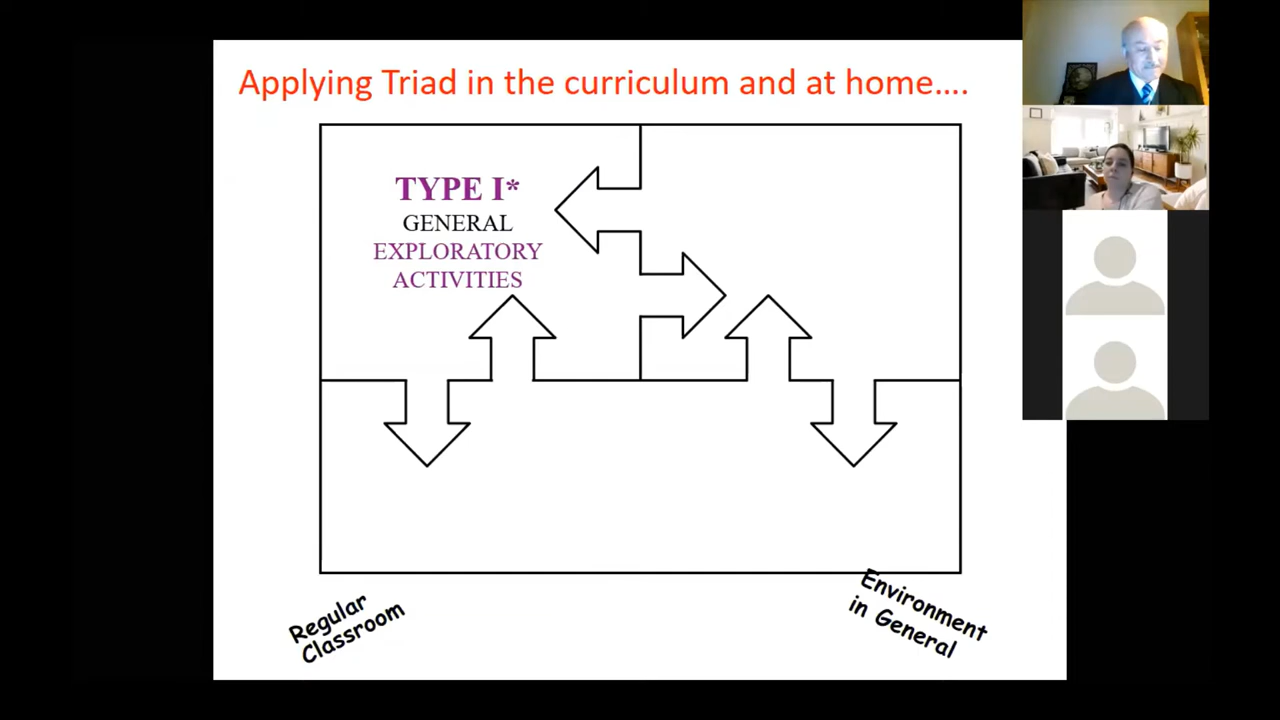 Applying Triad in the curriculum and at home....
TYPE I*
GENERAL
EXPLORATORY
ACTIVITIES
Regular
Classroom
Environment
in General